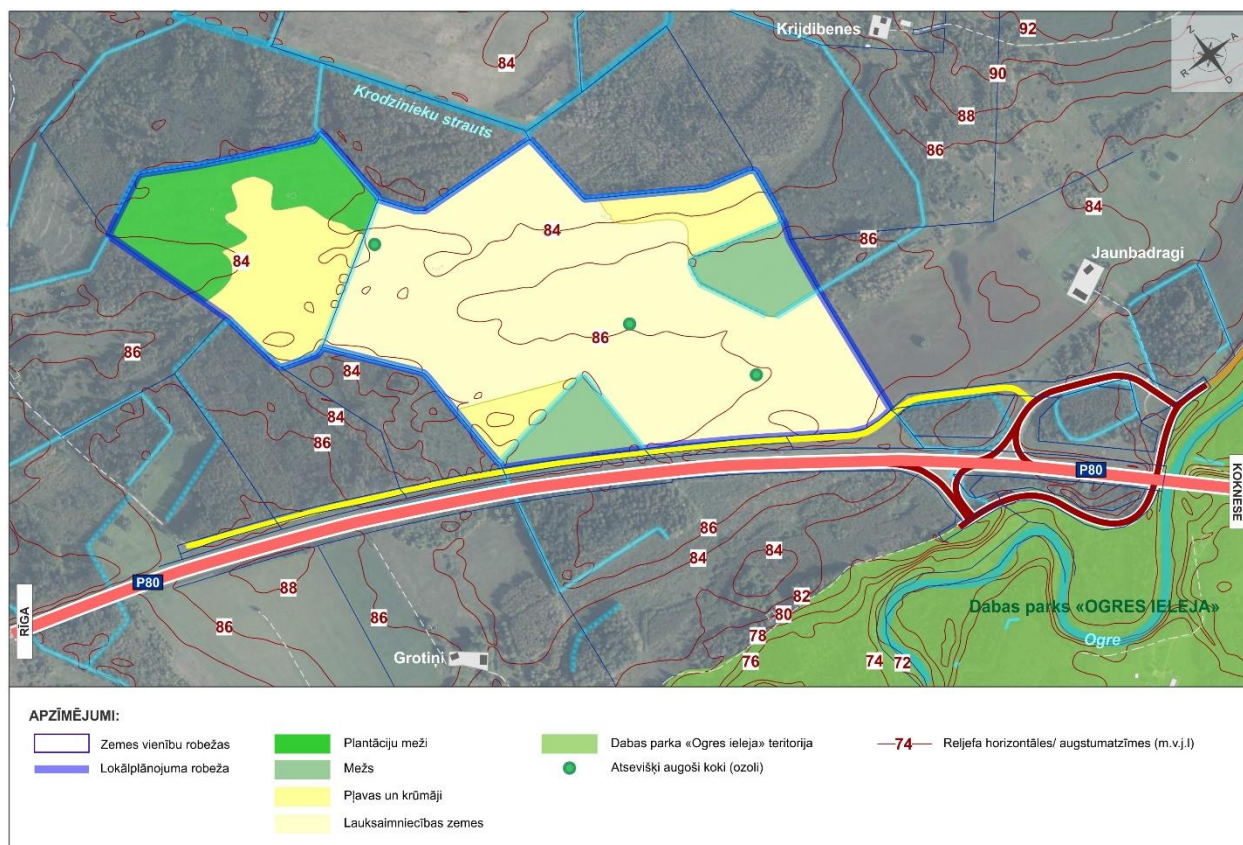 Krijdibenes
92
Z
A
R
D
84
90
Krodzinieku strauts
88
86
84
84
86
Jaunbadragi
84
86
86
84
84
86
P80
KOKNESE
86
84
84
P80
88
82
RĪGA
86
86
80
Dabas parks «OGRES IELEJA»
78
Ogre
Grotiņi
76
74
72
APZĪMĒJUMI:
Zemes vienību robežas
Lokālplānojuma robeža
Plantāciju meži
Mežs
Pļavas un krūmāji
Lauksaimniecības zemes
Dabas parka «Ogres ieleja» teritorija
Atsevišķi augoši koki (ozoli)
74
Reljefa horizontāles/ augstumatzīmes (m.v.j.l)